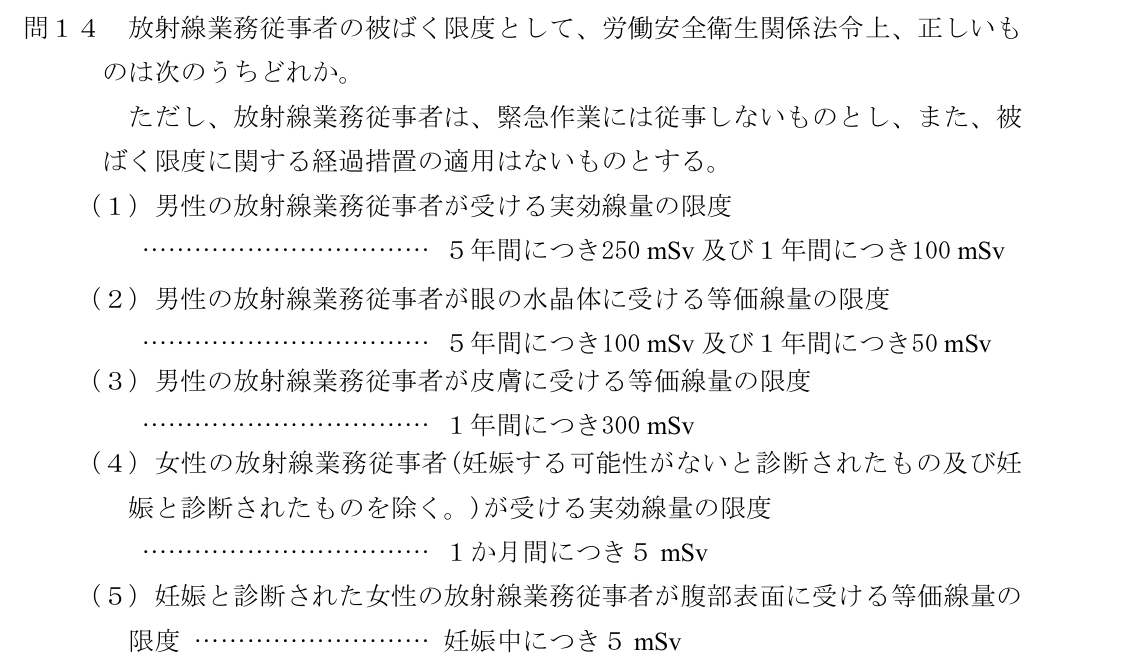 問１４　放射線業務従事者の被ばく限度として、労働安全衛生関係法令上、正しいも
のは次のうちどれか。
ただし、放射線業務従事者は、緊急作業には従事しないものとし、また、被
ばく限度に関する経過措置の適用はないものとする。
（１）男性の放射線業務従事者が受ける実効線量の限度
……………………………　５年間につき250 mSv 及び１年間につき100 mSv
（２）男性の放射線業務従事者が眼の水晶体に受ける等価線量の限度
……………………………　５年間につき100 mSv 及び１年間につき50 mSv
（３）男性の放射線業務従事者が皮膚に受ける等価線量の限度
……………………………　１年間につき300 mSv
（４）女性の放射線業務従事者(妊娠する可能性がないと診断されたもの及び妊
娠と診断されたものを除く。)が受ける実効線量の限度
……………………………　１か月間につき５ mSv
（５）妊娠と診断された女性の放射線業務従事者が腹部表面に受ける等価線量の
限度 ……………………… 妊娠中につき５ mSv